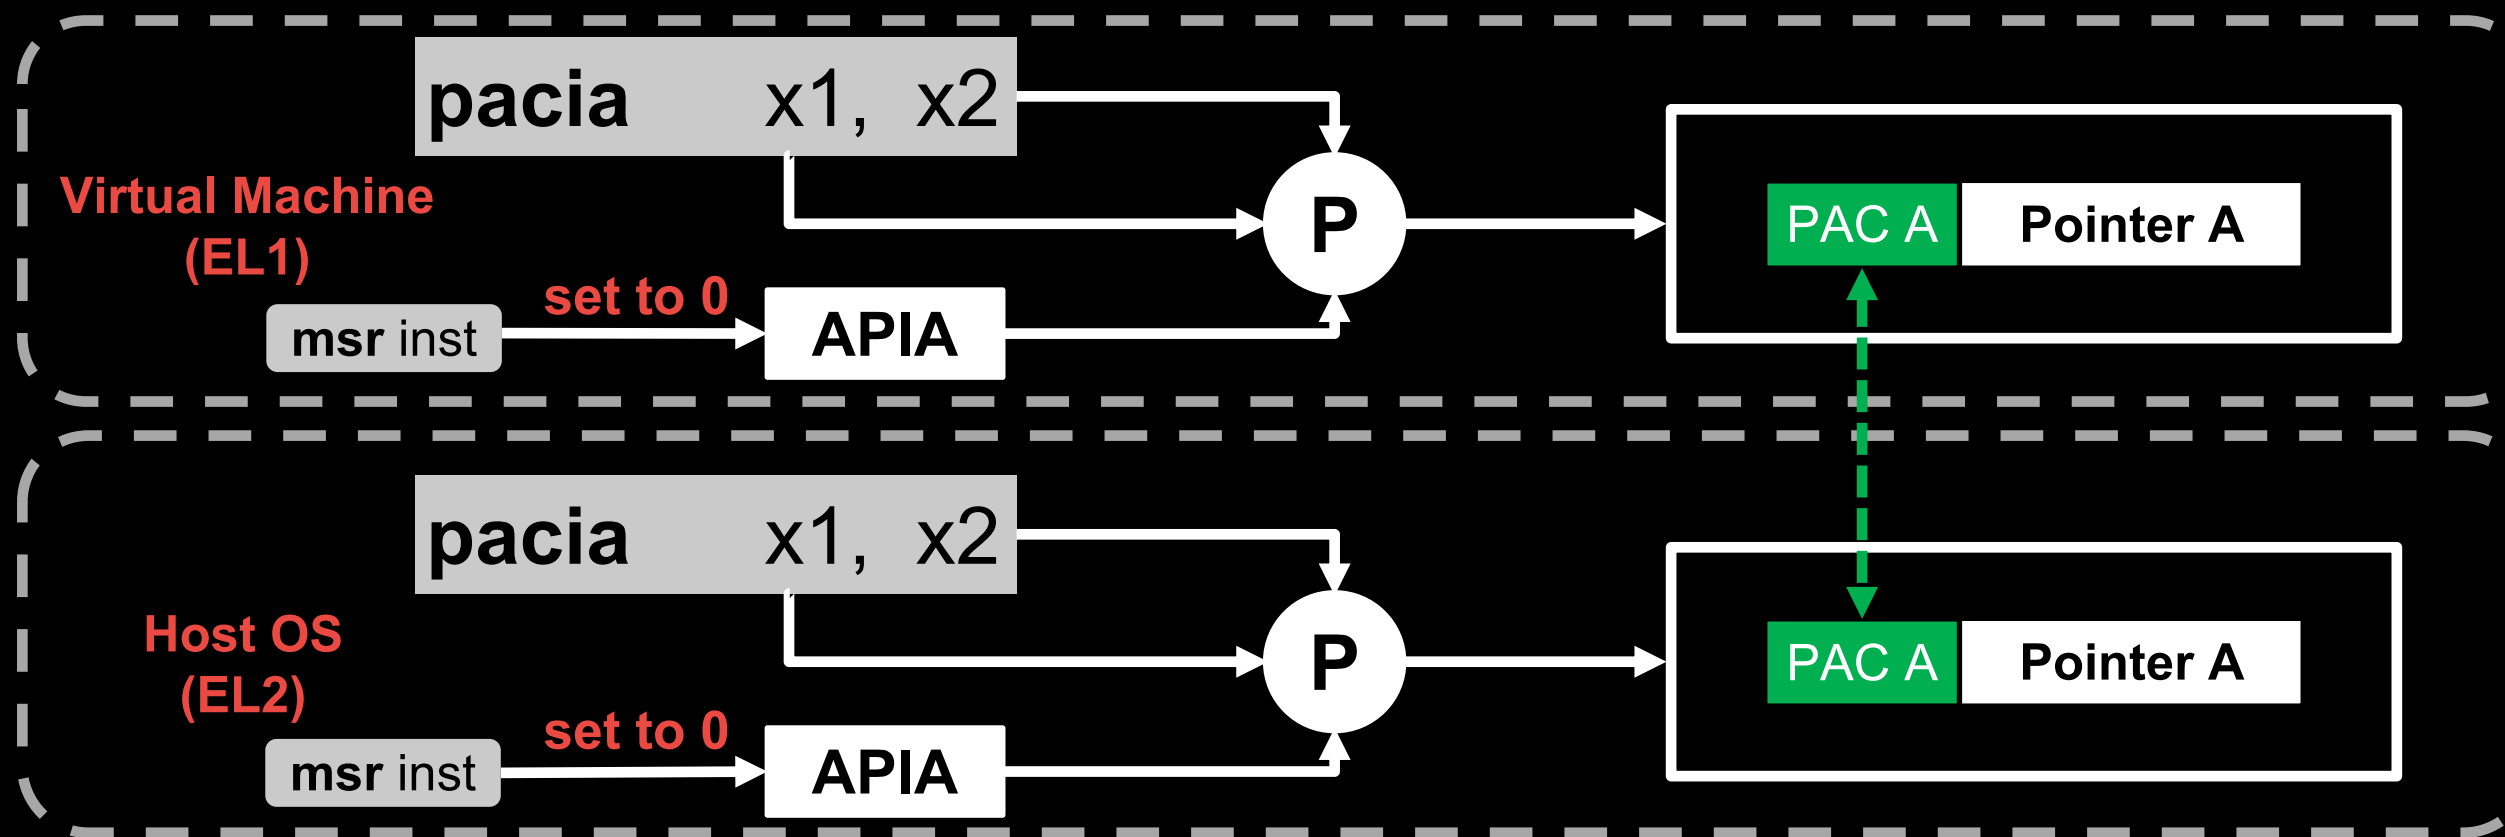 pacia x1, x2
Virtual Machine
(EL1)
P
PAC A Pointer A
set to 0
msr inst
APIA
pacia x1, x2
Host OS
(EL2)
P
PAC A Pointer A
set to 0
msr inst
APIA